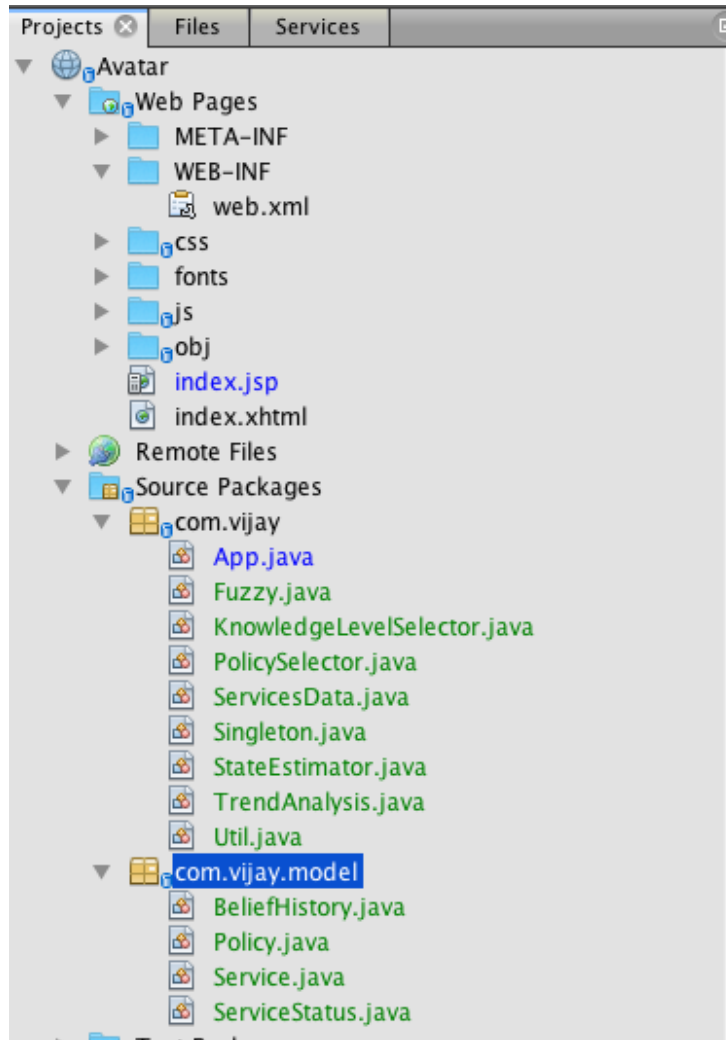 Projects Files Services
Avatar
Web Pages
META-INF
WEB-INF
web.xml
css
fonts
js
obj
index.jsp
index.xhtml
Remote Files
Source Packages
com.vijay
App.java
Fuzzy.java
KnowledgeLevelSelector.java
PolicySelector.java
ServicesData.java
Singleton.java
StateEstimator.java
TrendAnalysis.java
Util.java
com.vijay.model
BeliefHistory.java
Policy.java
Service.java
ServiceStatus.java